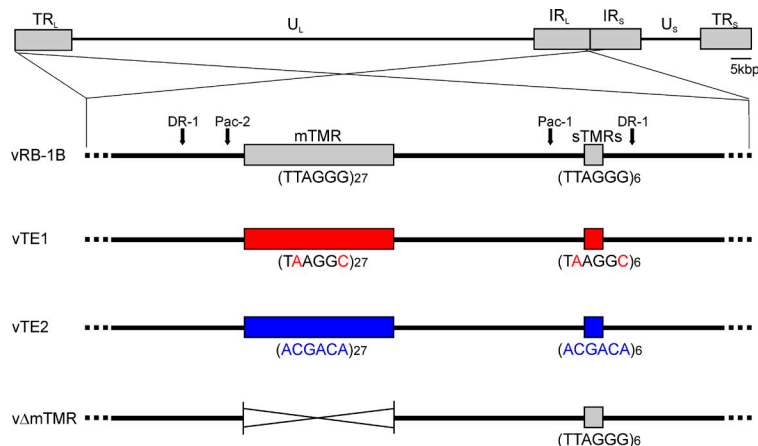 TRL UL IRL IRS US TRS
5kbp
DR-1 Pac-2 mTMR Pac-1 sTMRs DR-1
vRB-1B
(TTAGGG)27 (TTAGGG)6
vTE1
(TAAGGC)27 (TAAGGC)6
vTE2
(ACGACA)27 (ACGACA)6
vΔmTMR
(TTAGGG)6